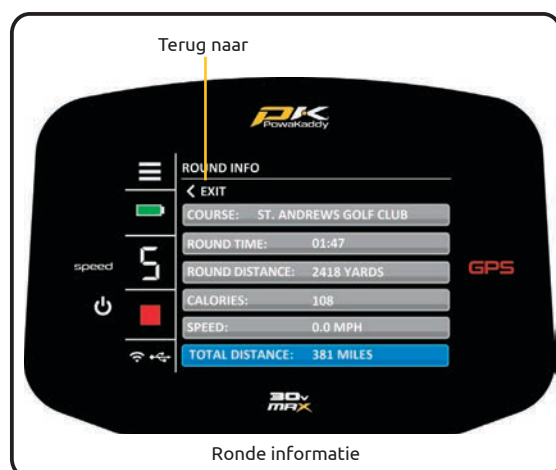 Terug naar
PK
PowaKaddy
ROUND INFO
< EXIT
COURSE: ST. ANDREWS GOLF CLUB
ROUND TIME: 01:47
speed 5
ROUND DISTANCE: 2418 YARDS
GPS
CALORIES: 108
SPEED: 0.0 MPH
TOTAL DISTANCE: 381 MILES
30v
MAX
Ronde informatie